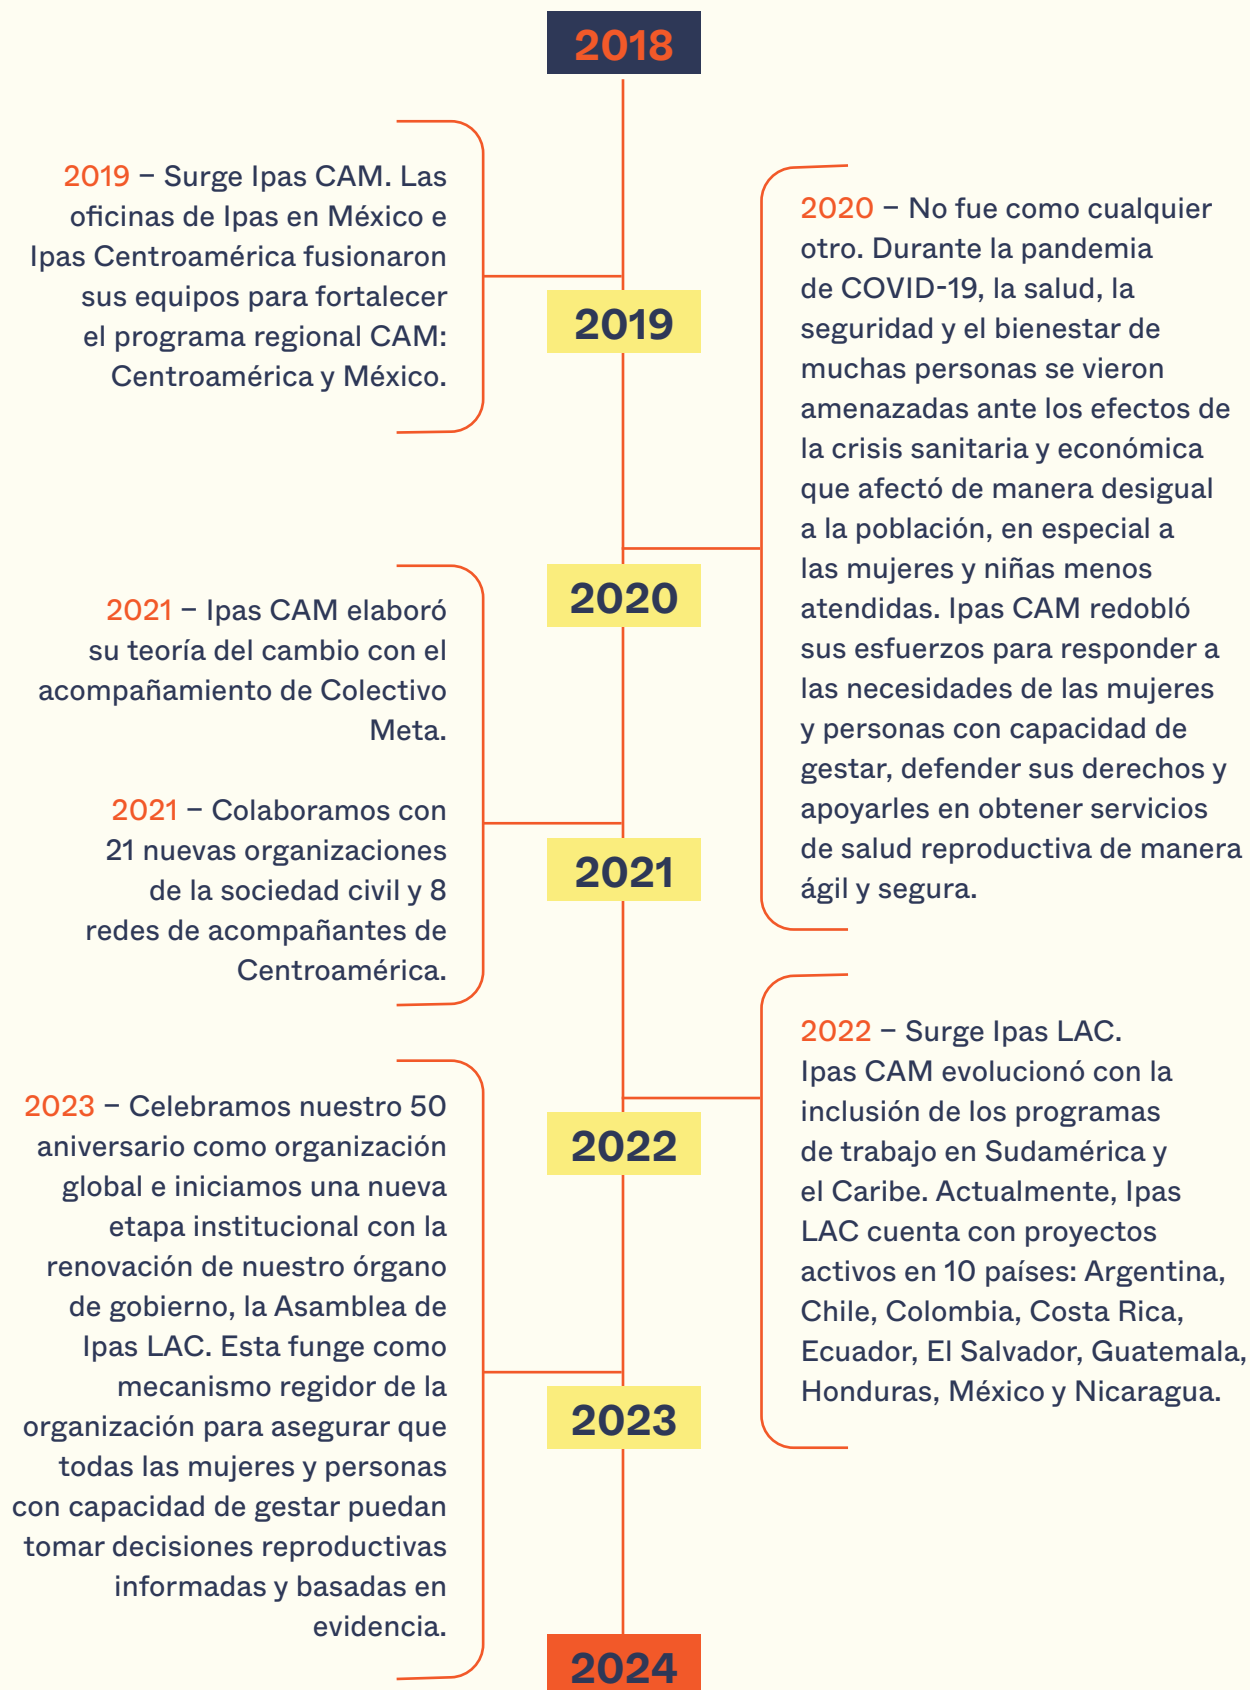 2018
2019 – Surge Ipas CAM. Las
oficinas de Ipas en México e
Ipas Centroamérica fusionaron
sus equipos para fortalecer
el programa regional CAM:
Centroamérica y México.
2019
2020 – No fue como cualquier
otro. Durante la pandemia
de COVID-19, la salud, la
seguridad y el bienestar de
muchas personas se vieron
amenazadas ante los efectos de
la crisis sanitaria y económica
que afectó de manera desigual
a la población, en especial a
las mujeres y niñas menos
atendidas. Ipas CAM redobló
sus esfuerzos para responder a
las necesidades de las mujeres
y personas con capacidad de
gestar, defender sus derechos y
apoyarles en obtener servicios
de salud reproductiva de manera
ágil y segura.
2020
2021 – Ipas CAM elaboró
su teoría del cambio con el
acompañamiento de Colectivo
Meta.
2021 – Colaboramos con
21 nuevas organizaciones
de la sociedad civil y 8
redes de acompañantes de
Centroamérica.
2021
2022 – Surge Ipas LAC.
Ipas CAM evolucionó con la
inclusión de los programas
de trabajo en Sudamérica y
el Caribe. Actualmente, Ipas
LAC cuenta con proyectos
activos en 10 países: Argentina,
Chile, Colombia, Costa Rica,
Ecuador, El Salvador, Guatemala,
Honduras, México y Nicaragua.
2022
2023 – Celebramos nuestro 50
aniversario como organización
global e iniciamos una nueva
etapa institucional con la
renovación de nuestro órgano
de gobierno, la Asamblea de
Ipas LAC. Esta funge como
mecanismo regidor de la
organización para asegurar que
todas las mujeres y personas
con capacidad de gestar puedan
tomar decisiones reproductivas
informadas y basadas en
evidencia.
2023
2024